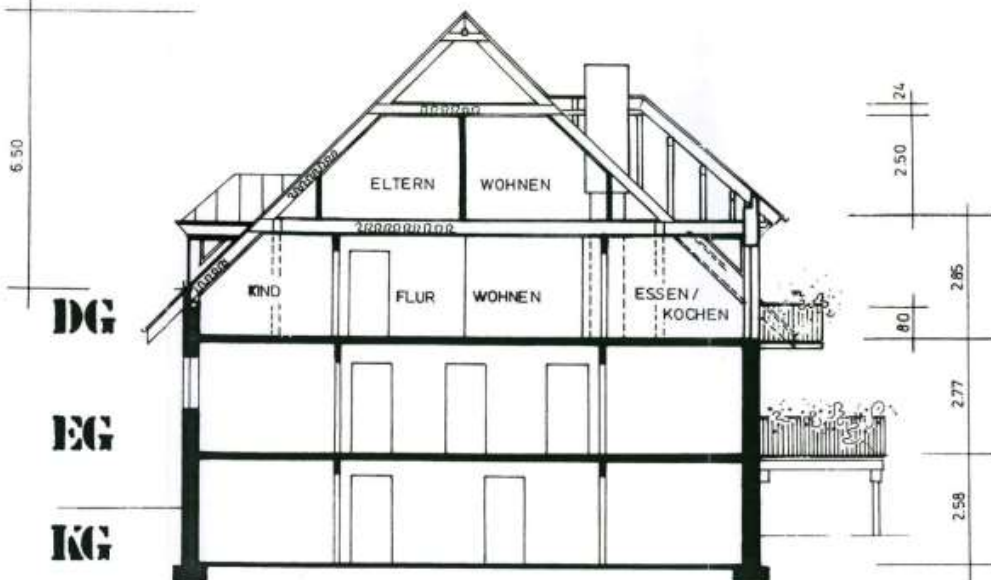 24
6.50
2.50
ELTERN WOHNEN
2.85
KIND FLUR WOHNEN ESSEN/
KOCHEN
DG
80
2.77
EG
2.58
KG